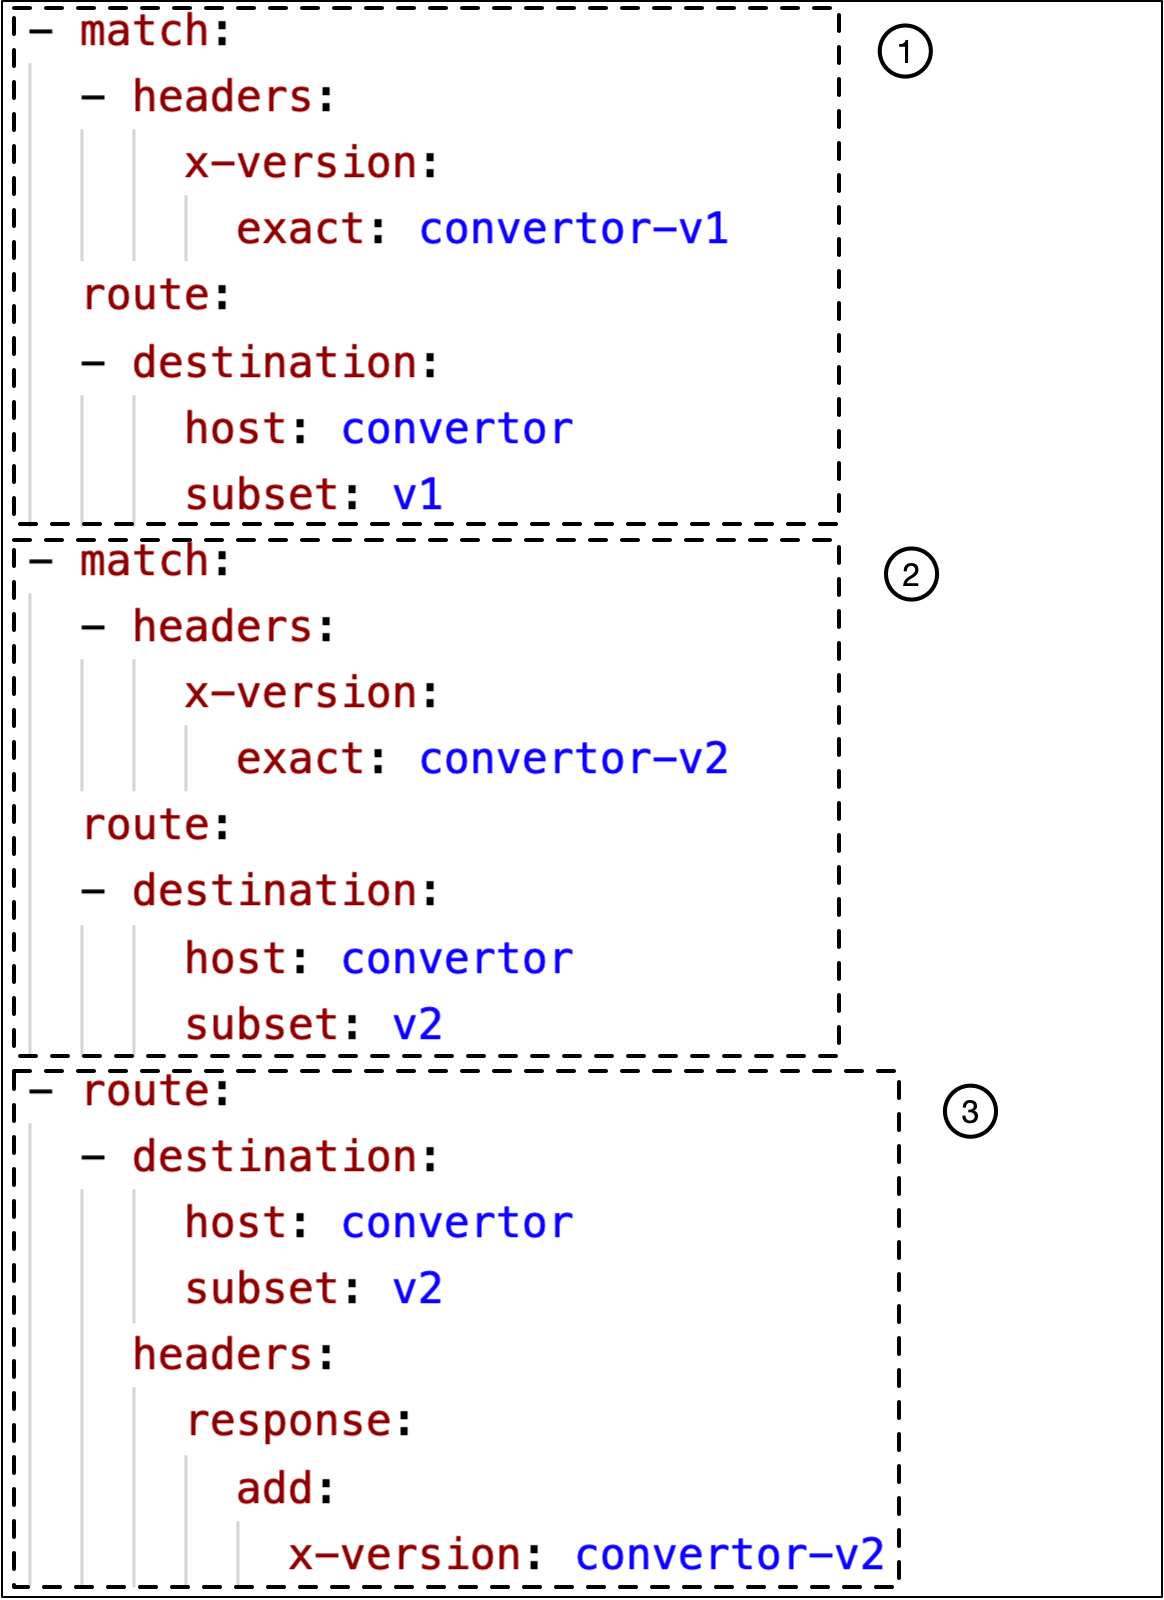 - match:
①
- headers:
x-version:
exact: convertor-v1
route:
- destination:
host: convertor
subset: v1
- match:
②
- headers:
x-version:
exact: convertor-v2
route:
- destination:
host: convertor
subset: v2
- route:
③
- destination:
host: convertor
subset: v2
headers:
response:
add:
x-version: convertor-v2